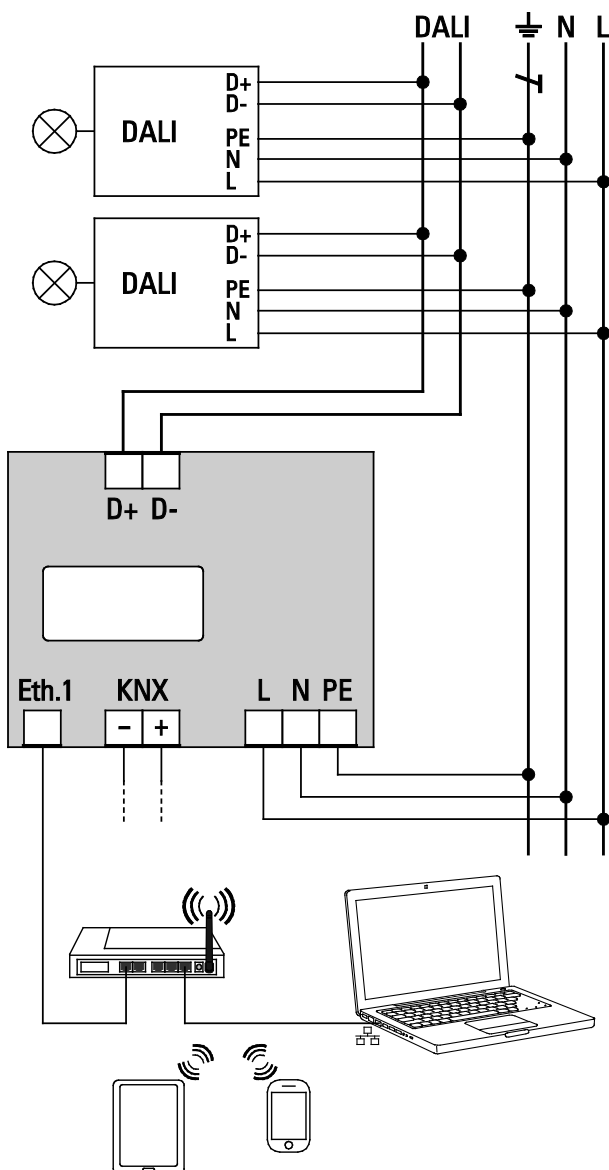 DALI N L
D+
D-
DALI
PE
N
L
D+
D-
DALI
PE
N
L
D+ D-
Eth.1 KNX L N PE
- +